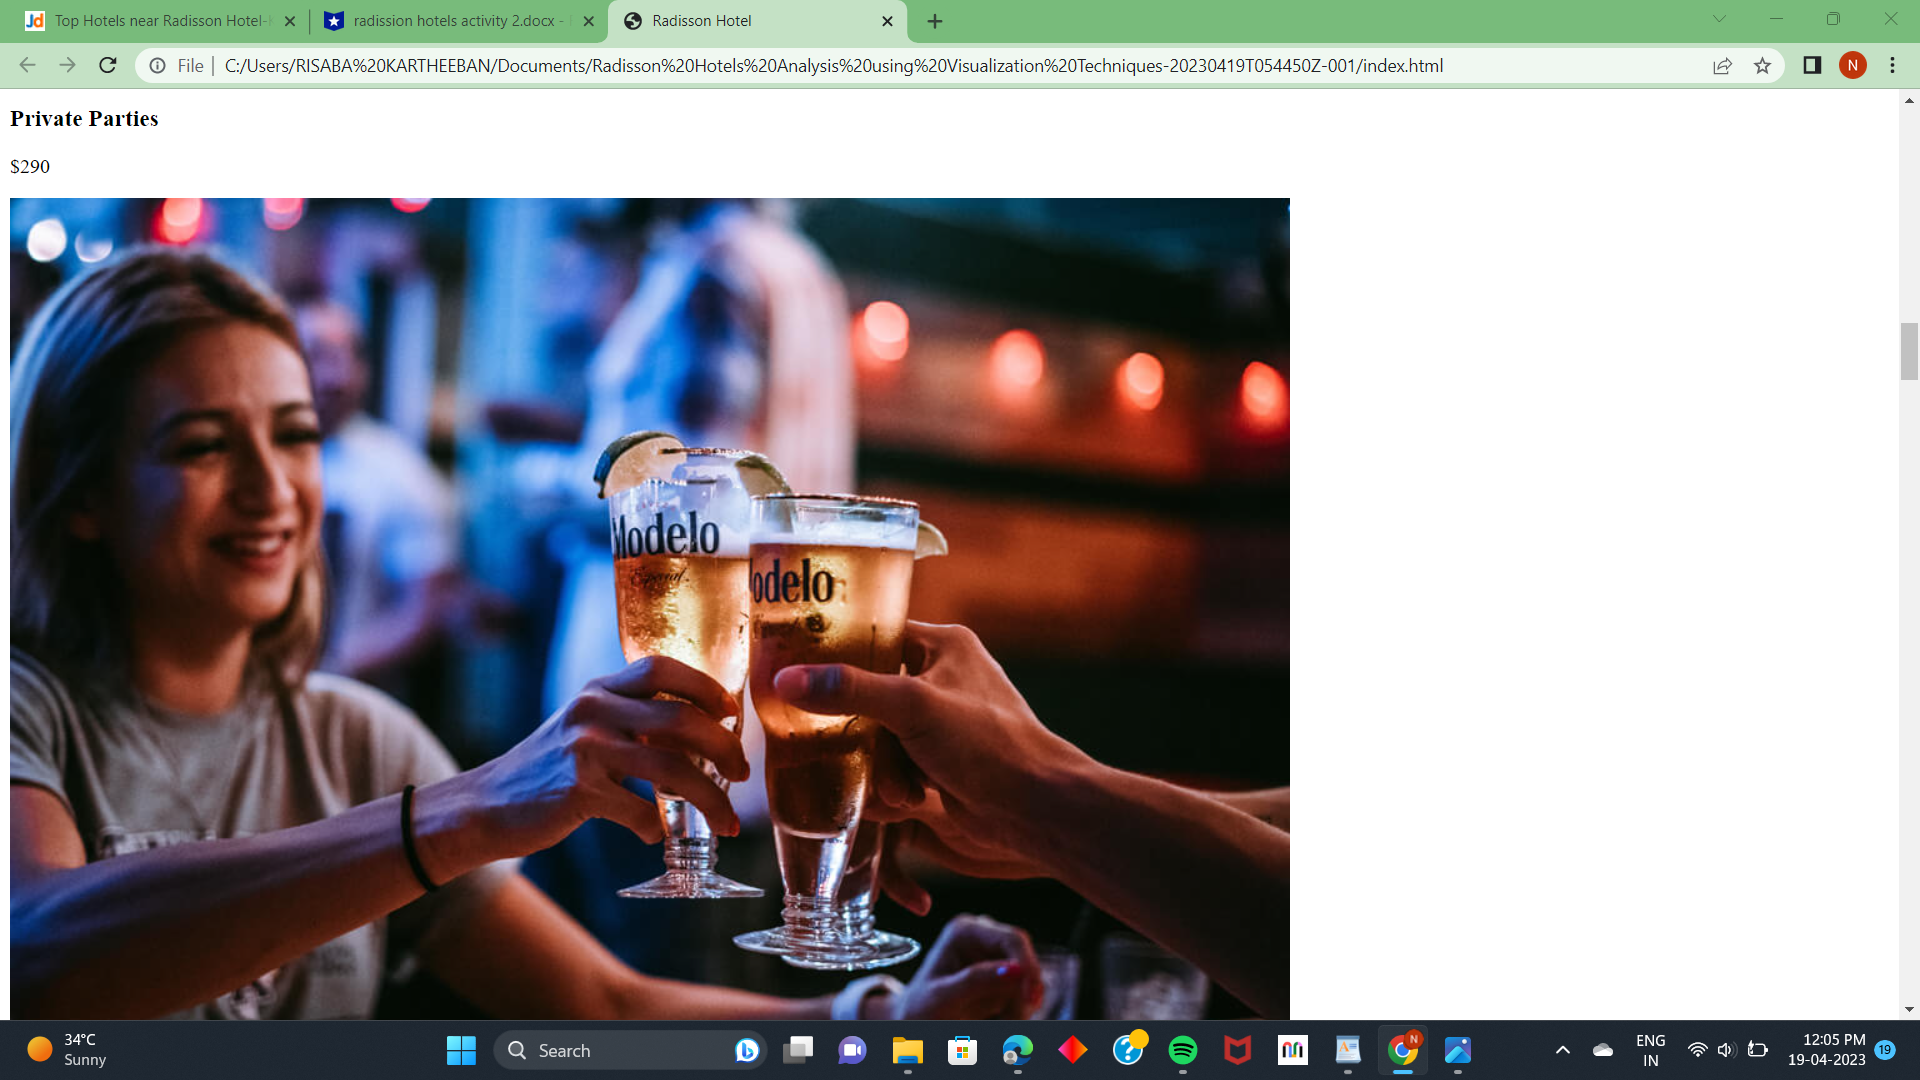 Top Hotels near Radisson Hotel-
radission hotels activity 2.docx -
Radisson Hotel
File
C:/Users/RISABA%20KARTHEEBAN/Documents/Radisson%20Hotels%20Analysis%20using%20Visualization%20Techniques-20230419T054450Z-001/index.html
N
Private Parties
$290
Modelo
Especial
odelo
34°C
Sunny
Search
N
ENG
IN
12:05 PM
19-04-2023
19